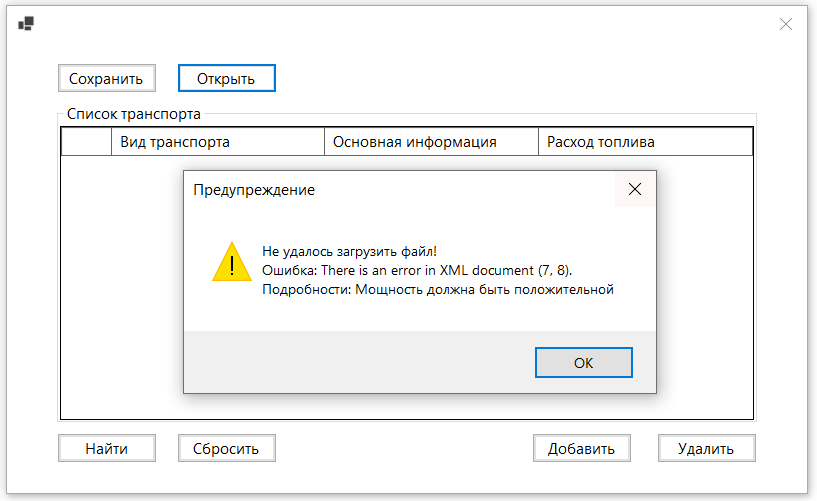 Сохранить
Открыть
Список транспорта
Вид транспорта
Основная информация
Расход топлива
Предупреждение
Не удалось загрузить файл!
Ошибка: There is an error in XML document (7, 8).
Подробности: Мощность должна быть положительной
OK
Найти
Сбросить
Добавить
Удалить